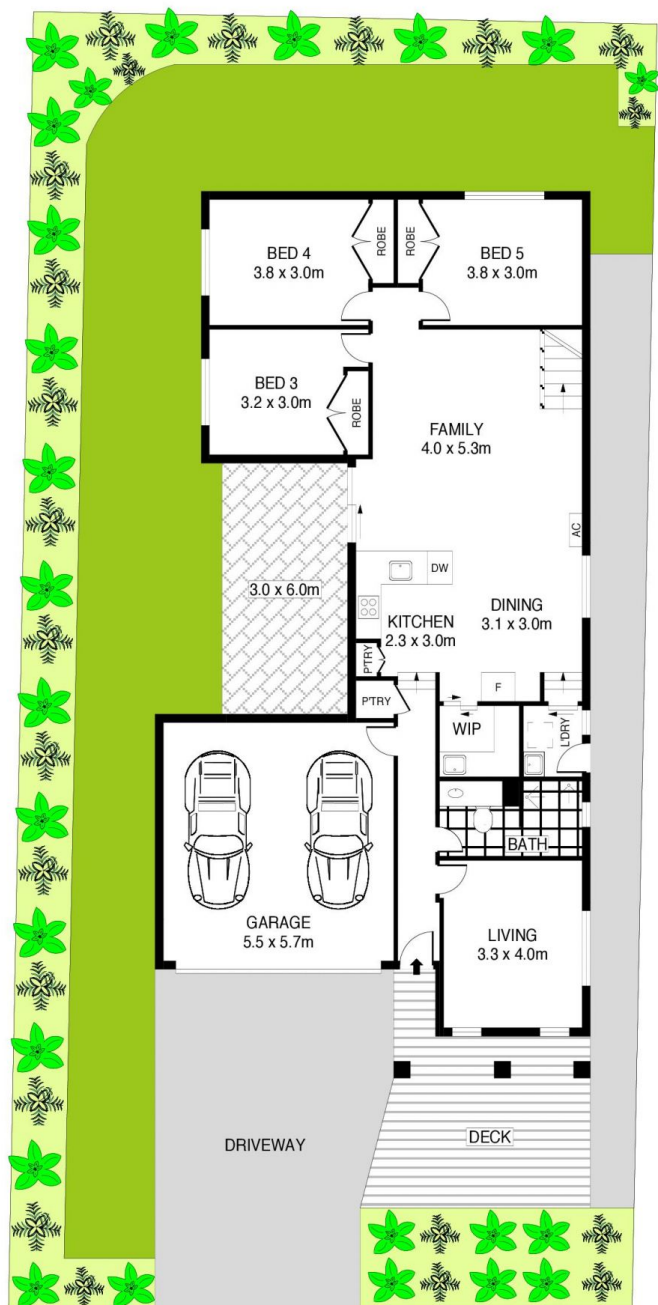 BED 4
3.8 x 3.0m
ROBE
ROBE
BED 5
3.8 x 3.0m
BED 3
3.2 x 3.0m
ROBE
FAMILY
4.0 x 5.3m
AC
3.0 x 6.0m
DW
KITCHEN
2.3 x 3.0m
DINING
3.1 x 3.0m
P'TRY
P'TRY
F
WIP
L'DRY
BATH
GARAGE
5.5 x 5.7m
LIVING
3.3 x 4.0m
DRIVEWAY
DECK